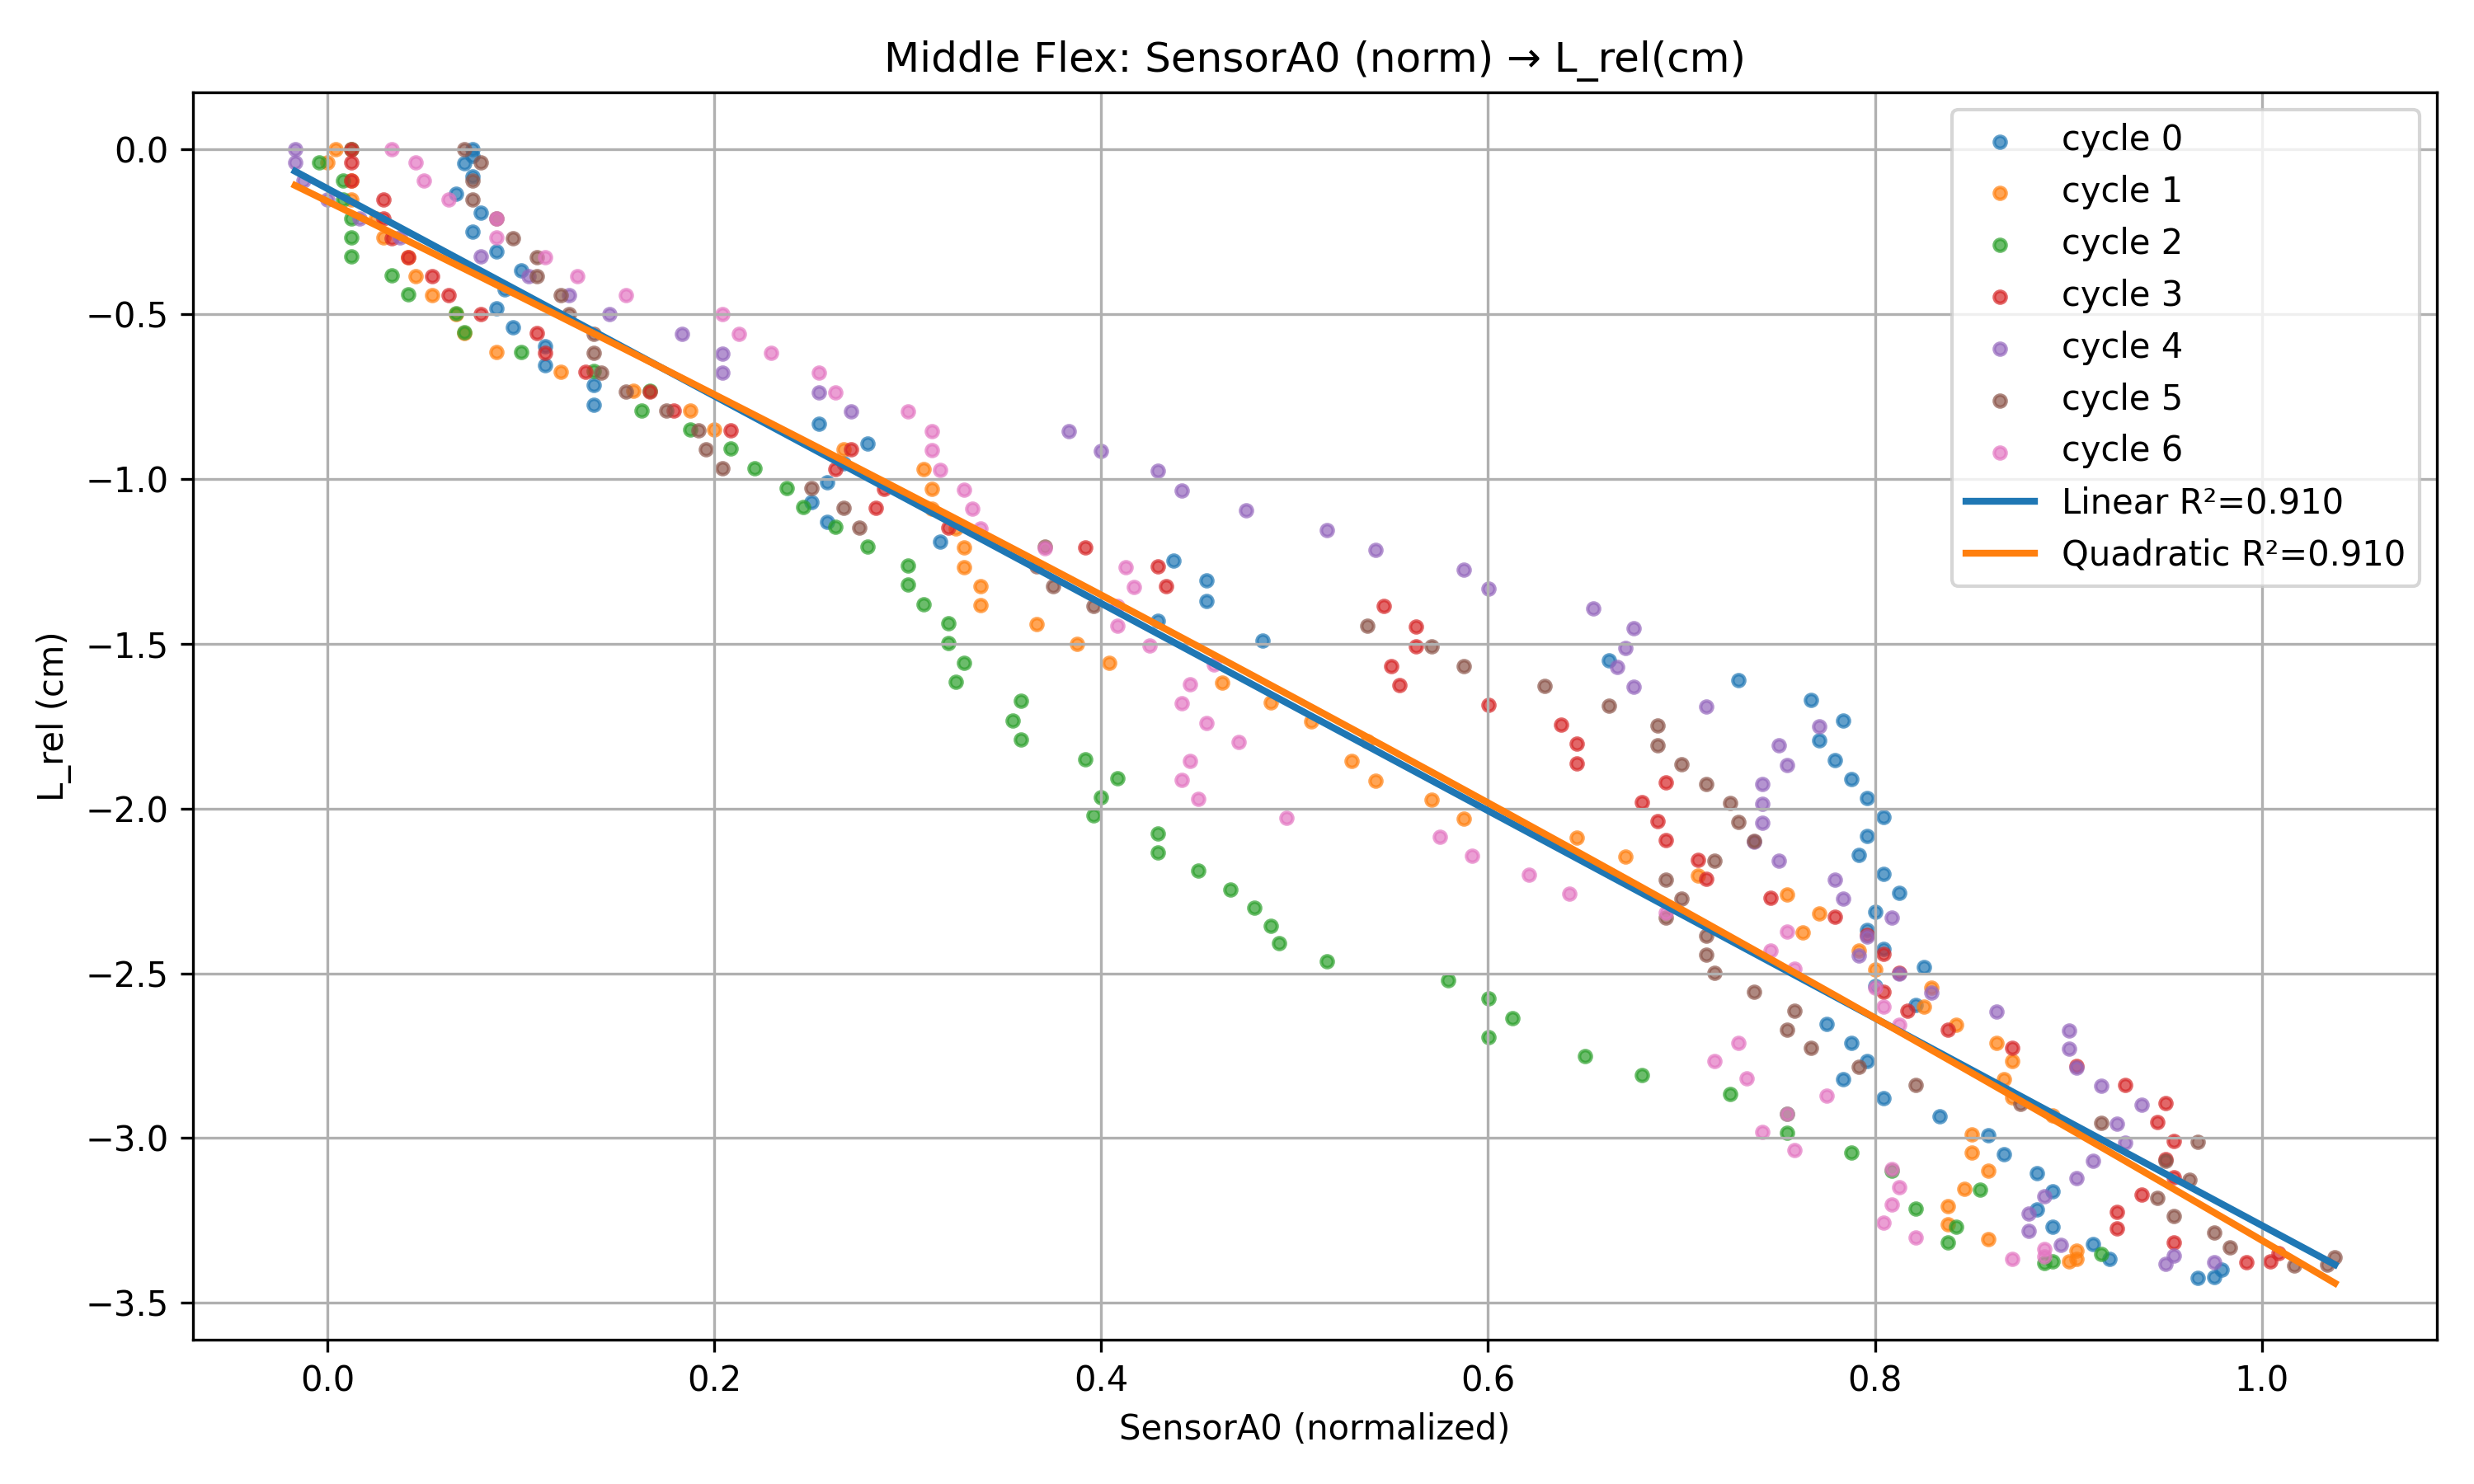 Middle Flex: SensorA0 (norm) → L_rel(cm)
cycle 0
cycle 1
cycle 2
cycle 3
cycle 4
cycle 5
cycle 6
Linear R²=0.910
Quadratic R²=0.910
L_rel (cm)
0.0
−0.5
−1.0
−1.5
−2.0
−2.5
−3.0
−3.5
0.0 0.2 0.4 0.6 0.8 1.0
SensorA0 (normalized)